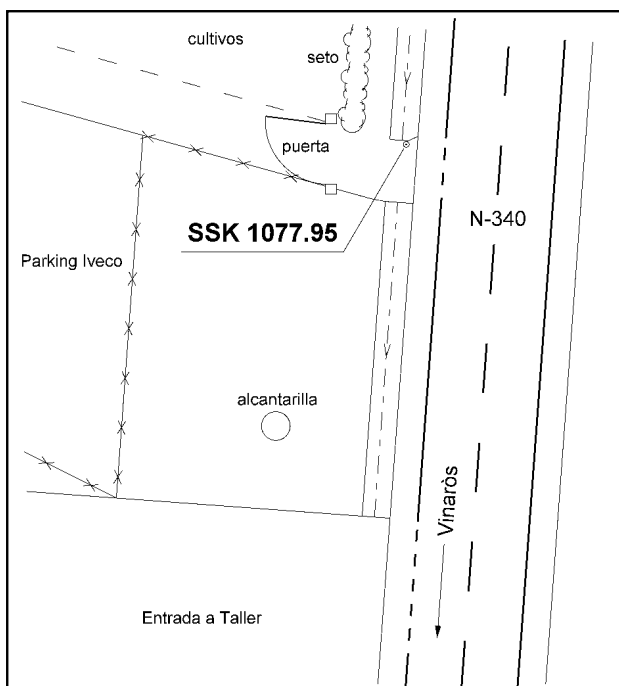 cultivos
seto
puerta
SSK 1077.95
N-340
Parking Iveco
alcantarilla
Vinaròs
Entrada a Taller